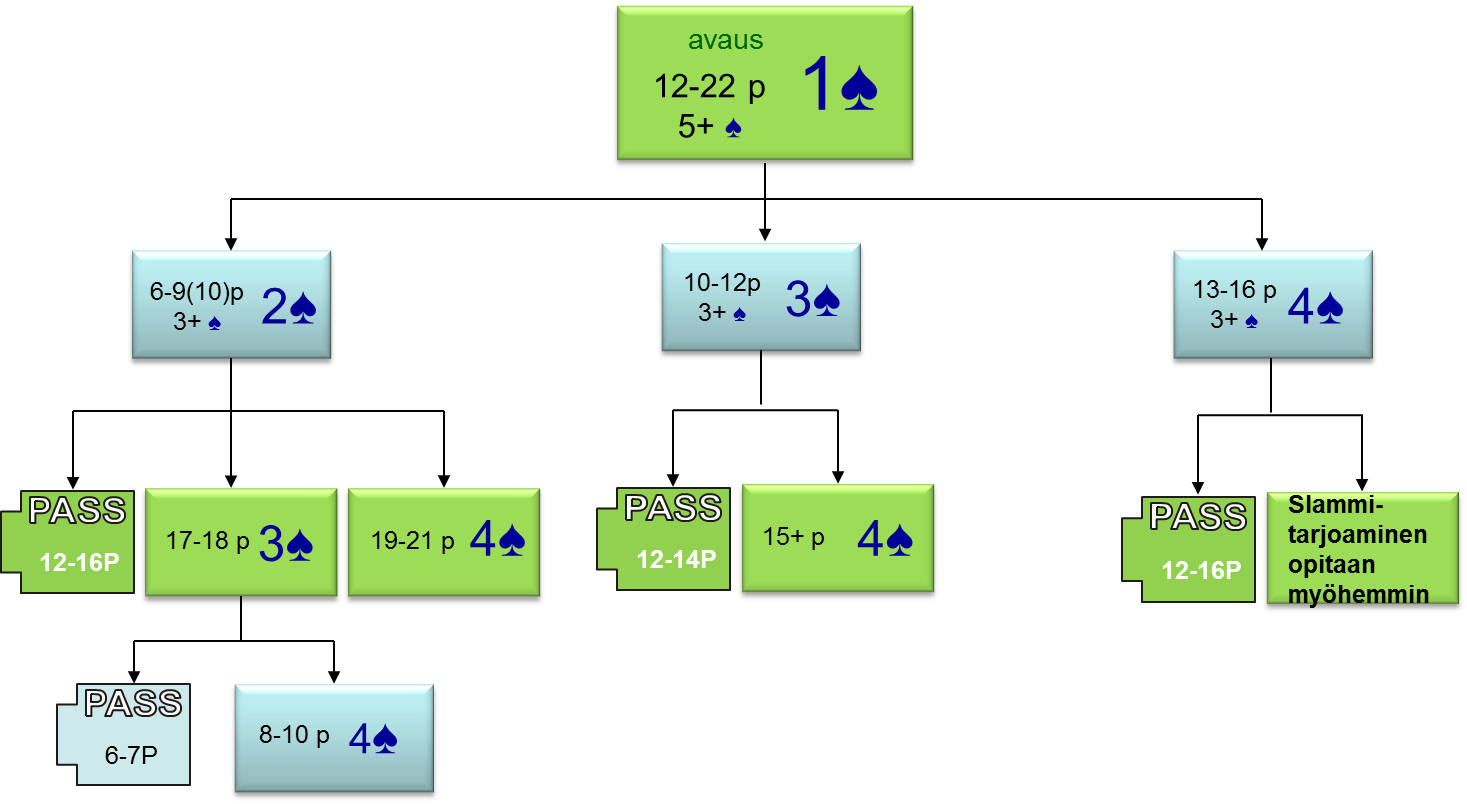 avaus
12-22 p
5+ ♠
1♠
6-9(10)p
3+ ♠
2♠
10-12p
3+ ♠
3♠
13-16 p
3+ ♠
4♠
PASS
12-16P
17-18 p 3♠
19-21 p 4♠
PASS
12-14P
15+ p 4♠
PASS
12-16P
Slammi-
tarjoaminen
opitaan
myöhemmin
PASS
6-7P
8-10 p 4♠